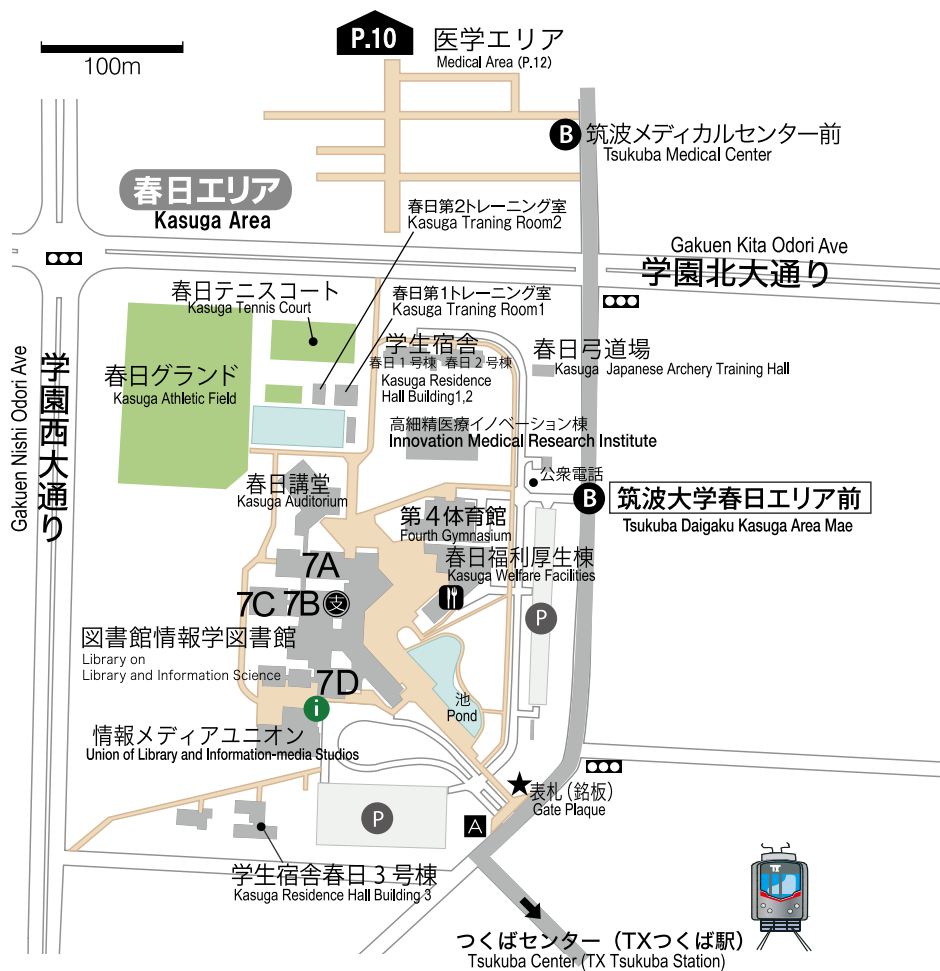 P.10
医学エリア
Medical Area (P.12)
100m
B
筑波メディカルセンター前
Tsukuba Medical Center
春日エリア
Kasuga Area
春日第2トレーニング室
Kasuga Traning Room2
Gakuen Kita Odori Ave
学園北大通り
春日テニスコート
Kasuga Tennis Court
春日第1トレーニング室
Kasuga Traning Room1
学生宿舎
春日1号棟 春日2号棟
Kasuga Residence
Hall Building1,2
春日弓道場
Kasuga Japanese Archery Training Hall
学園西大通り
Gakuen Nishi Odori Ave
春日グランド
Kasuga Athletic Field
高細精医療イノベーション棟
Innovation Medical Research Institute
公衆電話
春日講堂
Kasuga Auditorium
B
筑波大学春日エリア前
Tsukuba Daigaku Kasuga Area Mae
第4体育館
Fourth Gymnasium
春日福利厚生棟
Kasuga Welfare Facilities
7A
7C 7B 支
P
図書館情報学図書館
Library on
Library and Information Science
7D
i
池
Pond
情報メディアユニオン
Union of Library and Information-media Studios
表札（銘板）
Gate Plaque
P
A
学生宿舎春日3号棟
Kasuga Residence Hall Building 3
つくばセンター（TXつくば駅）
Tsukuba Center (TX Tsukuba Station)